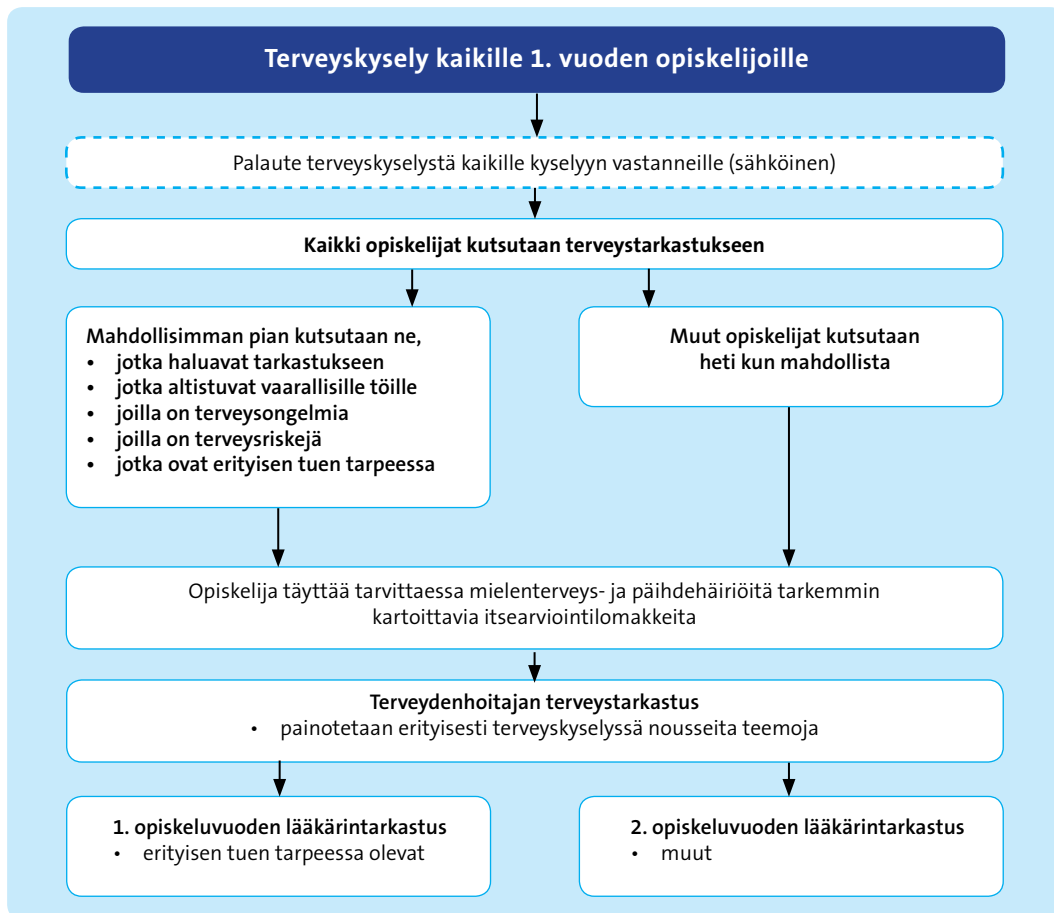 Terveyskysely kaikille 1. vuoden opiskelijoille
Palaute terveyskyselystä kaikille kyselyyn vastanneille (sähköinen)
Kaikki opiskelijat kutsutaan terveystarkastukseen
Mahdollisimman pian kutsutaan ne,
• jotka haluavat tarkastukseen
• jotka altistuvat vaarallisille töille
• joilla on terveysongelmia
• joilla on terveysriskejä
• jotka ovat erityisen tuen tarpeessa
Muut opiskelijat kutsutaan
heti kun mahdollista
Opiskelija täyttää tarvittaessa mielenterveys- ja päihdehäiriöitä tarkemmin
kartoittavia itsearviointilomakkeita
Terveydenhoitajan terveystarkastus
• painotetaan erityisesti terveyskyselyssä nousseita teemoja
1. opiskeluvuoden lääkärintarkastus
• erityisen tuen tarpeessa olevat
2. opiskeluvuoden lääkärintarkastus
• muut